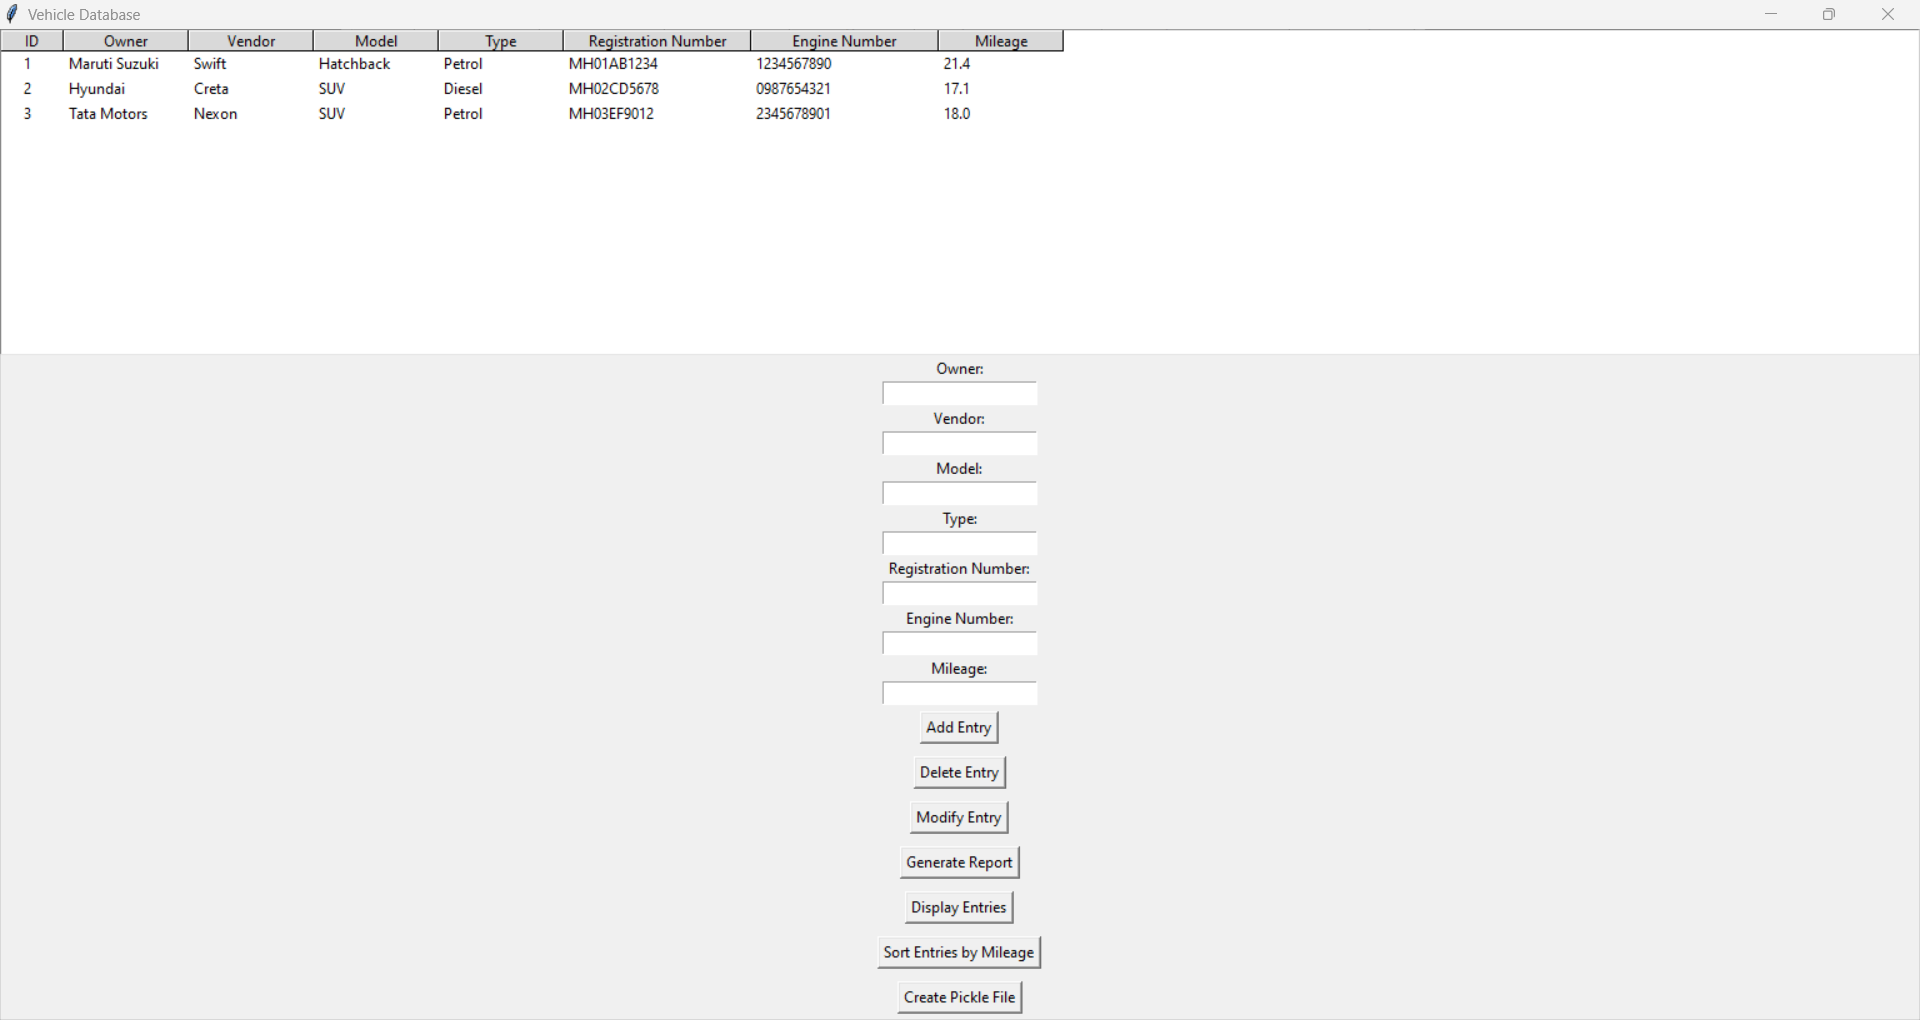 Vehicle Database
ID Owner Vendor Model Type Registration Number Engine Number Mileage
1 Maruti Suzuki Swift Hatchback Petrol MH01AB1234 1234567890 21.4
2 Hyundai Creta SUV Diesel MH02CD5678 0987654321 17.1
3 Tata Motors Nexon SUV Petrol MH03EF9012 2345678901 18.0
Owner:
Vendor:
Model:
Type:
Registration Number:
Engine Number:
Mileage:
Add Entry
Delete Entry
Modify Entry
Generate Report
Display Entries
Sort Entries by Mileage
Create Pickle File